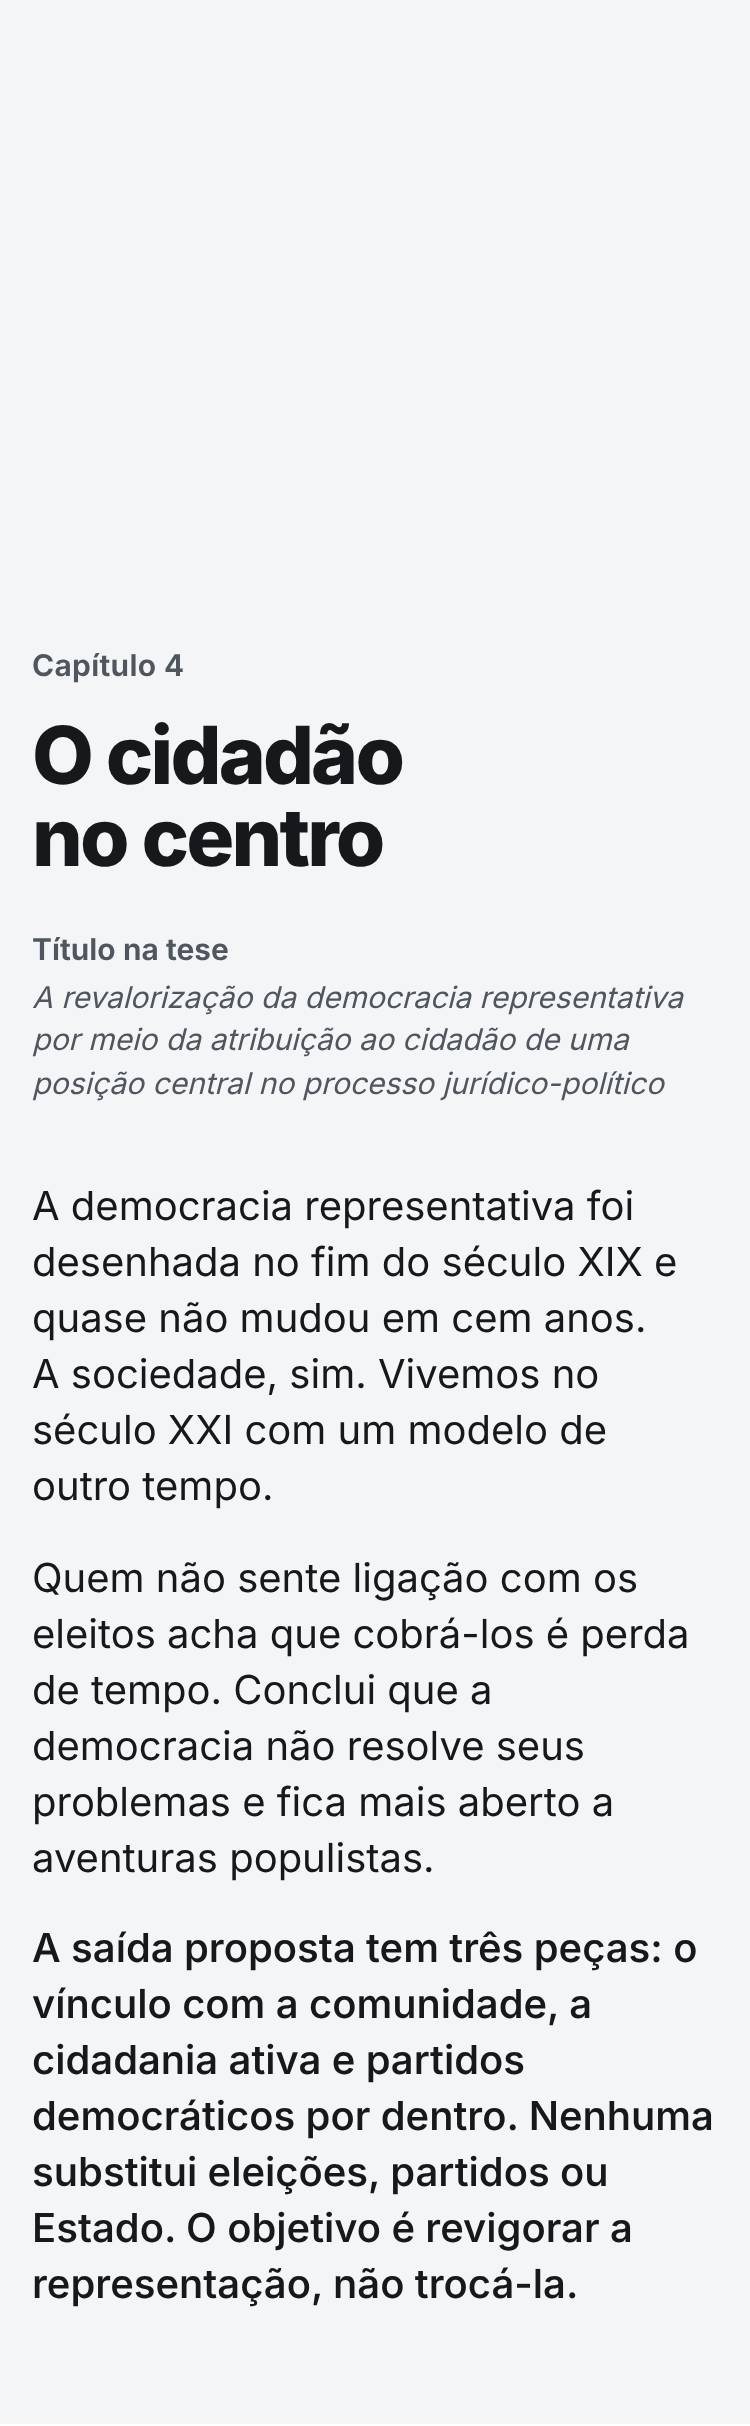 Capítulo 4
O cidadão
no centro
Título na tese
A revalorização da democracia representativa
por meio da atribuição ao cidadão de uma
posição central no processo jurídico-político
A democracia representativa foi
desenhada no fim do século XIX e
quase não mudou em cem anos.
A sociedade, sim. Vivemos no
século XXI com um modelo de
outro tempo.
Quem não sente ligação com os
eleitos acha que cobrá-los é perda
de tempo. Conclui que a
democracia não resolve seus
problemas e fica mais aberto a
aventuras populistas.
A saída proposta tem três peças: o
vínculo com a comunidade, a
cidadania ativa e partidos
democráticos por dentro. Nenhuma
substitui eleições, partidos ou
Estado. O objetivo é revigorar a
representação, não trocá-la.